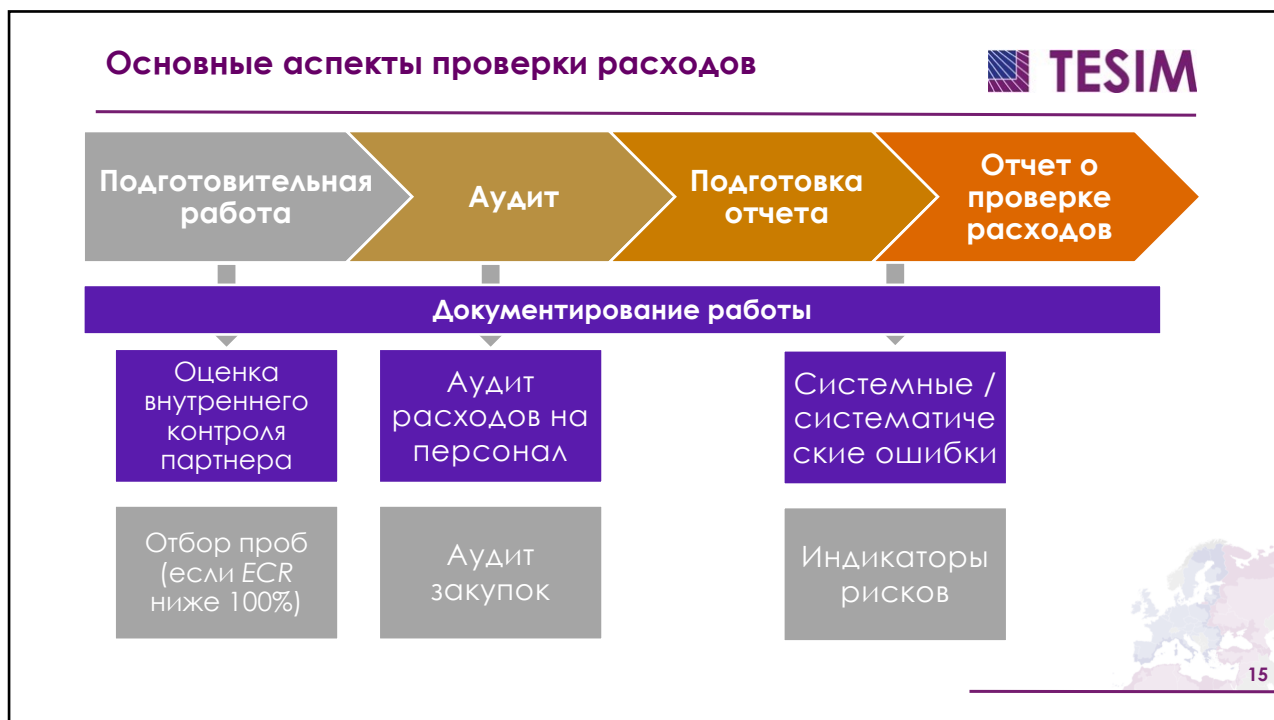 Основные аспекты проверки расходов
TESIM
Подготовительная
работа
Аудит
Подготовка
отчета
Отчет о
проверке
расходов
Документирование работы
Оценка
внутреннего
контроля
партнера
Аудит
расходов на
персонал
Системные /
систематиче
ские ошибки
Отбор проб
(если ECR
ниже 100%)
Аудит
закупок
Индикаторы
рисков
15